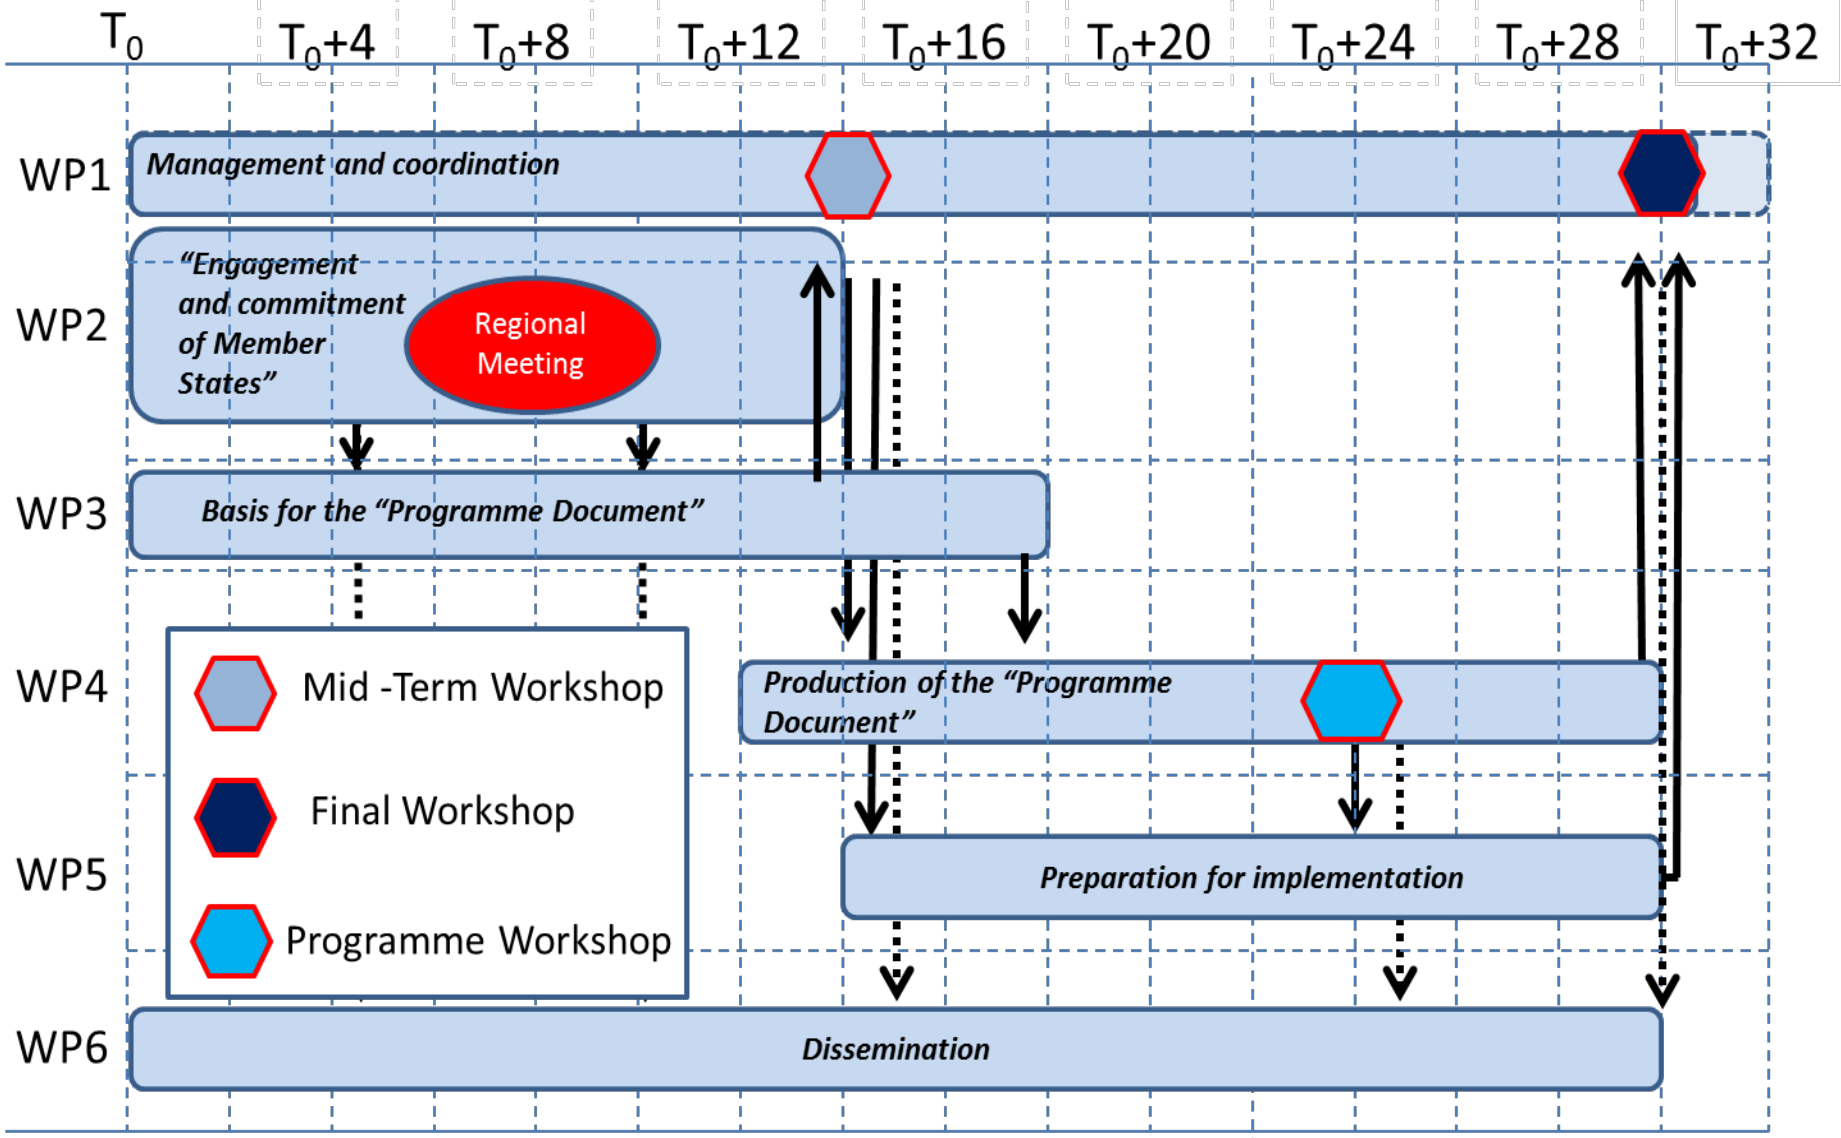 T0 T0+4 T0+8 T0+12 T0+16 T0+20 T0+24 T0+28 T0+32
WP1
Management and coordination
WP2
“Engagement
and commitment
of Member
States”
Regional
Meeting
WP3
Basis for the “Programme Document”
WP4
Production of the “Programme
Document”
Mid -Term Workshop
Final Workshop
Programme Workshop
WP5
Preparation for implementation
WP6
Dissemination